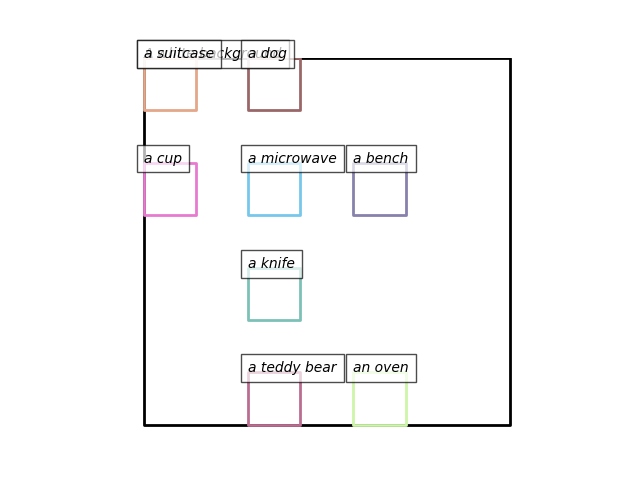 a suitcase
a dog
a cup
a microwave
a bench
a knife
a teddy bear
an oven